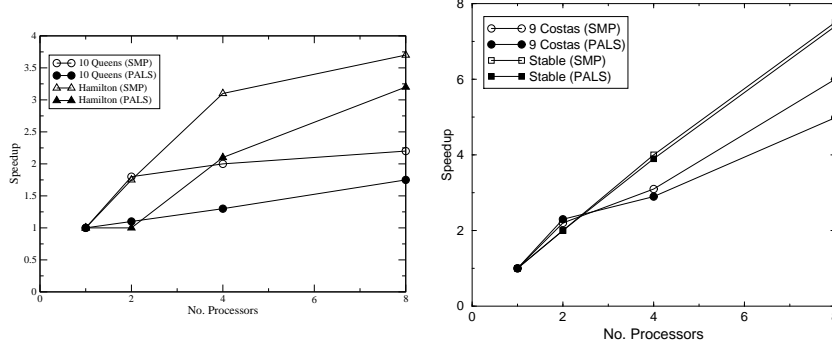 4
3.5
3
2.5
2
1.5
1
0.5
0
Speedup
10 Queens (SMP)
10 Queens (PALS)
Hamilton (SMP)
Hamilton (PALS)
0
2
4
6
8
No. Processors
8
6
4
2
0
Speedup
9 Costas (SMP)
9 Costas (PALS)
Stable (SMP)
Stable (PALS)
0
2
4
6
No. Processors